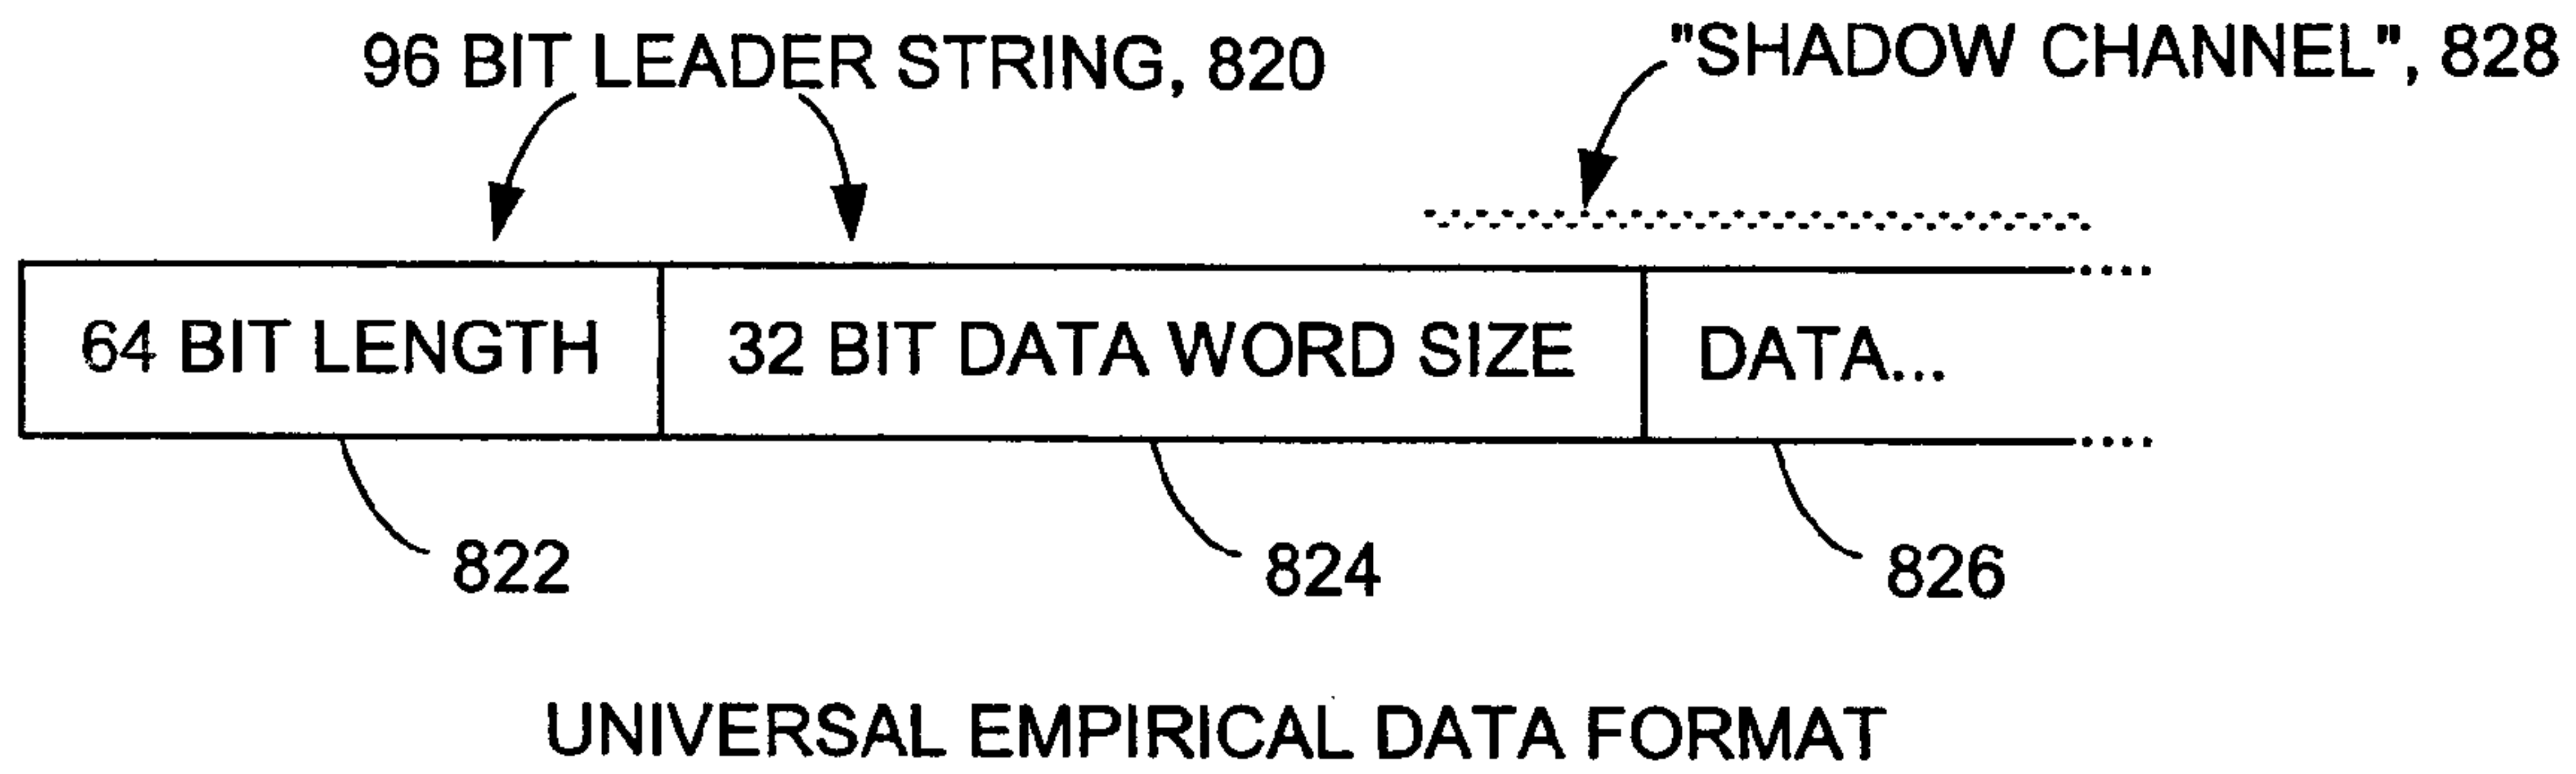 96 BIT LEADER STRING, 820
"SHADOW CHANNEL", 828
64 BIT LENGTH
32 BIT DATA WORD SIZE
DATA...
822
824
826
UNIVERSAL EMPIRICAL DATA FORMAT